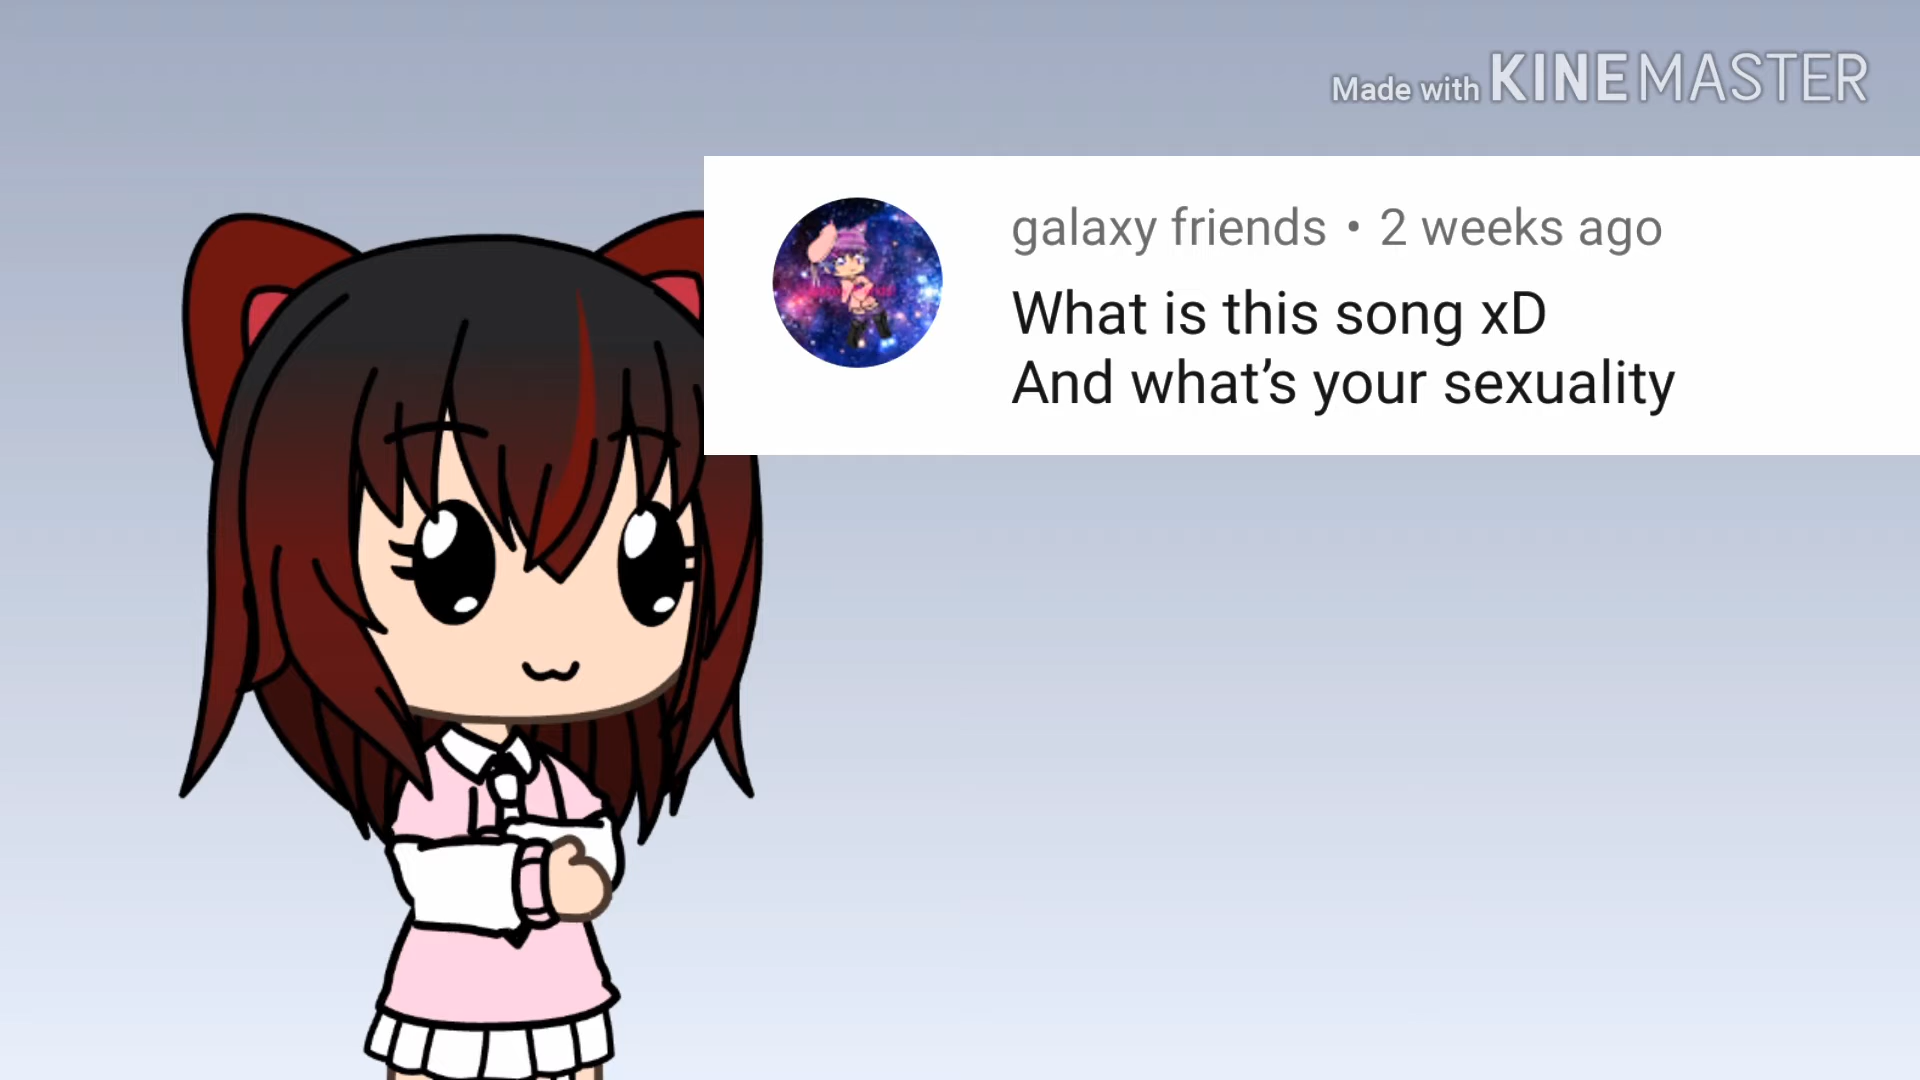 Made with KINEMASTER
galaxy friends • 2 weeks ago
What is this song xD
And what’s your sexuality